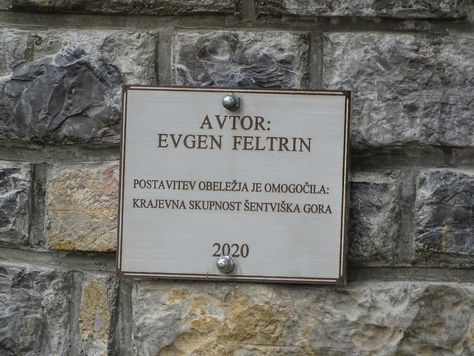 AVTOR:
EVGEN FELTRIN
POSTAVITEV OBELEŽJA JE OMOGOČILA:
KRAJEVNA SKUPNOST ŠENTVIŠKA GORA
2020